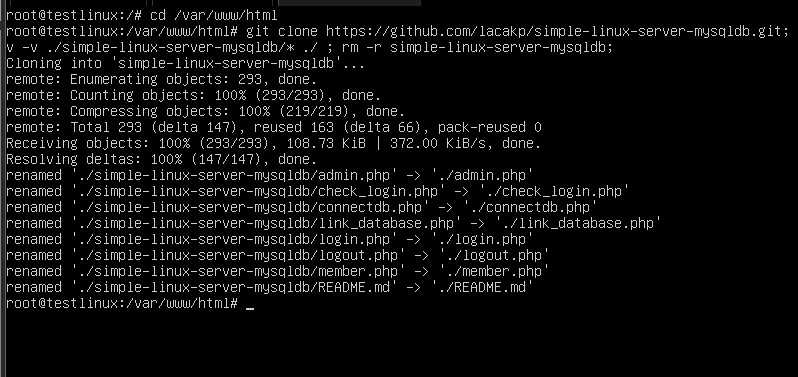 root@testlinux:/# cd /var/www/html
root@testlinux:/var/www/html# git clone https://github.com/lacakp/simple-linux-server-mysqldb.git;
v -v ./simple-linux-server-mysqldb/* ./ ; rm -r simple-linux-server-mysqldb;
Cloning into 'simple-linux-server-mysqldb'...
remote: Enumerating objects: 293, done.
remote: Counting objects: 100% (293/293), done.
remote: Compressing objects: 100% (219/219), done.
remote: Total 293 (delta 147), reused 163 (delta 66), pack-reused 0
Receiving objects: 100% (293/293), 108.73 KiB | 372.00 KiB/s, done.
Resolving deltas: 100% (147/147), done.
renamed './simple-linux-server-mysqldb/admin.php' -> './admin.php'
renamed './simple-linux-server-mysqldb/check_login.php' -> './check_login.php'
renamed './simple-linux-server-mysqldb/connectdb.php' -> './connectdb.php'
renamed './simple-linux-server-mysqldb/link_database.php' -> './link_database.php'
renamed './simple-linux-server-mysqldb/login.php' -> './login.php'
renamed './simple-linux-server-mysqldb/logout.php' -> './logout.php'
renamed './simple-linux-server-mysqldb/member.php' -> './member.php'
renamed './simple-linux-server-mysqldb/README.md' -> './README.md'
root@testlinux:/var/www/html# _